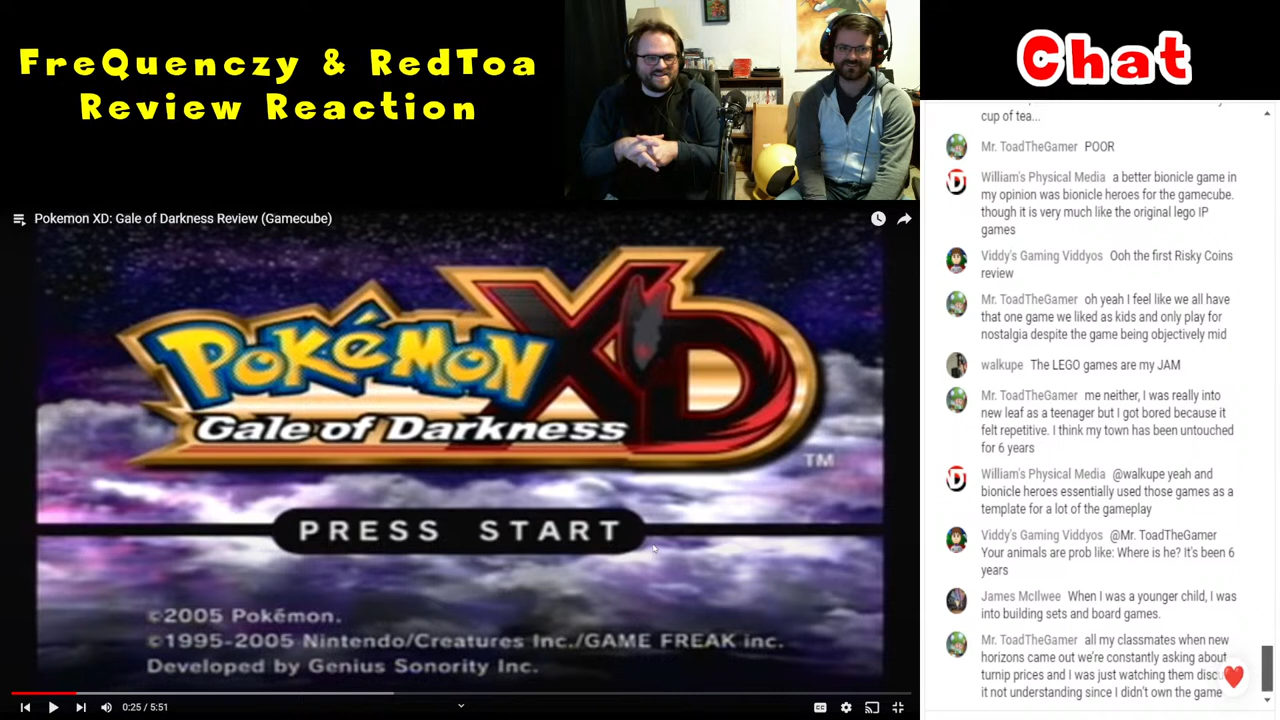 FreQuenczy & RedToa
Review Reaction
Chat
Pokemon XD: Gale of Darkness Review (Gamecube)
POKéMON XD
Gale of Darkness
TM
PRESS START
©2005 Pokémon.
©1995-2005 Nintendo/Creatures Inc./GAME FREAK inc.
Developed by Genius Sonority Inc.
0:25 / 5:51
cup of tea...
Mr. ToadTheGamer POOR
William's Physical Media a better bionicle game in
my opinion was bionicle heroes for the gamecube.
though it is very much like the original lego IP
games
Viddy's Gaming Viddyos Ooh the first Risky Coins
review
Mr. ToadTheGamer oh yeah I feel like we all have
that one game we liked as kids and only play for
nostalgia despite the game being objectively mid
walkupe The LEGO games are my JAM
Mr. ToadTheGamer me neither, I was really into
new leaf as a teenager but I got bored because it
felt repetitive. I think my town has been untouched
for 6 years
William's Physical Media @walkupe yeah and
bionicle heroes essentially used those games as a
template for a lot of the gameplay
Viddy's Gaming Viddyos @Mr. ToadTheGamer
Your animals are prob like: Where is he? It's been 6
years
James McIlwee When I was a younger child, I was
into building sets and board games.
Mr. ToadTheGamer all my classmates when new
horizons came out we're constantly asking about
turnip prices and I was just watching them
it not understanding since I didn't own the game